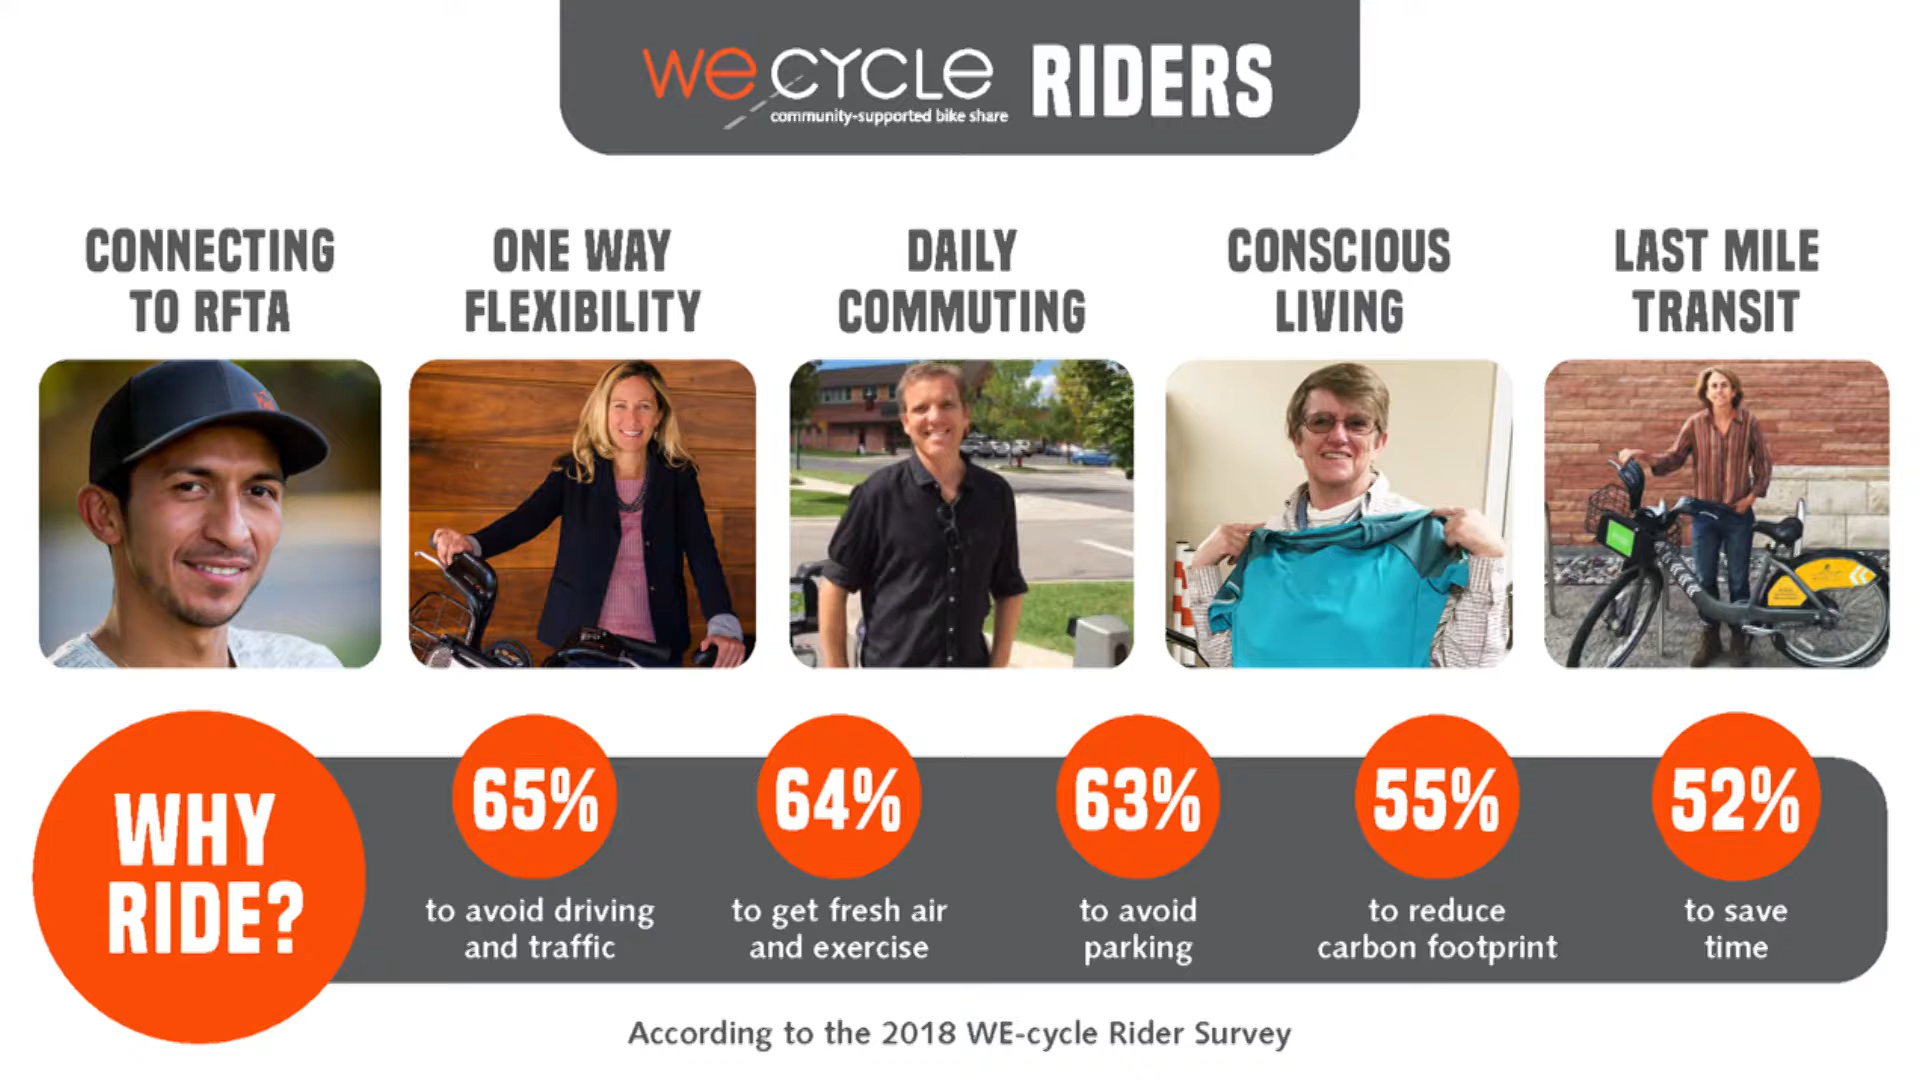 WE CYCLE RIDERS
community-supported bike share
CONNECTING
TO RFTA
ONE WAY
FLEXIBILITY
DAILY
COMMUTING
CONSCIOUS
LIVING
LAST MILE
TRANSIT
WHY
RIDE?
65%
to avoid driving
and traffic
64%
to get fresh air
and exercise
63%
to avoid
parking
55%
to reduce
carbon footprint
52%
to save
time
According to the 2018 WE-cycle Rider Survey